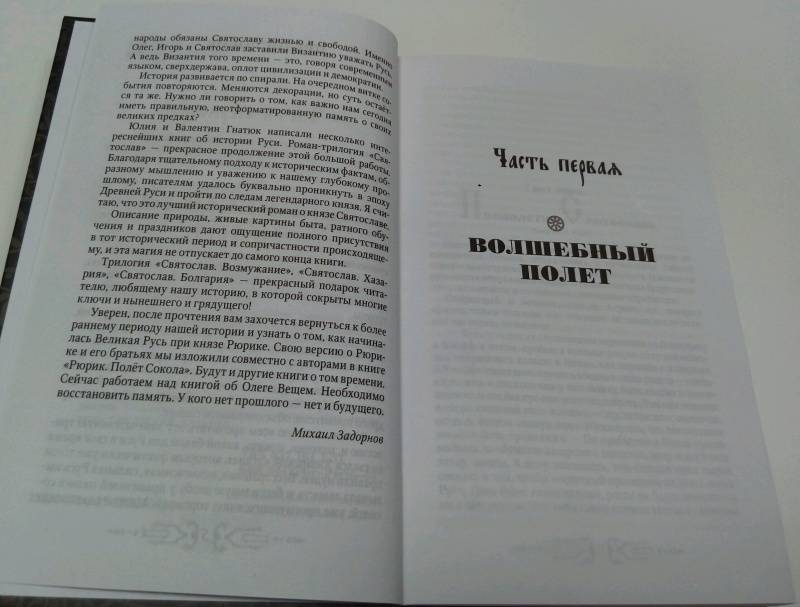 народы обязаны Святославу жизнью и свободой. Именно
Олег, Игорь и Святослав заставили Византию уважать Русь.
А ведь Византия того времени — это, говоря современным
языком, сверхдержава, оплот цивилизации и демократии.
История развивается по спирали. На очередном витке со-
бытия повторяются. Меняются декорации, но суть остаёт-
ся та же. Нужно ли говорить о том, как важно нам сегодня
иметь правильную, неотформатированную память о своих
великих предках?
Юлия и Валентин Гнатюк написали несколько инте-
реснейших книг об истории Руси. Роман-трилогия «Свя-
тослав» — прекрасное продолжение этой большой работы.
Благодаря тщательному подходу к историческим фактам, об-
разному мышлению и уважению к нашему глубокому про-
шлому, писателям удалось буквально проникнуть в эпоху
Древней Руси и пройти по следам легендарного князя. Я счи-
таю, что это лучший исторический роман о князе Святославе.
Описание природы, живые картины быта, ратного обу-
чения и праздников дают ощущение полного присутствия
в тот исторический период и сопричастности происходяще-
му, и эта магия не отпускает до самого конца книги.
Трилогия «Святослав. Возмужание», «Святослав. Хаза-
рия», «Святослав. Болгария» — прекрасный подарок чита-
телю, любящему нашу историю, в которой сокрыты многие
ключи и нынешнего и грядущего!
Уверен, после прочтения вам захочется вернуться к более
раннему периоду нашей истории и узнать о том, как начина-
лась Великая Русь при князе Рюрике. Свою версию о Рюри-
ке и его братьях мы изложили совместно с авторами в книге
«Рюрик. Полёт Сокола». Будут и другие книги о том времени.
Сейчас работаем над книгой об Олеге Вещем. Необходимо
восстановить память. У кого нет прошлого — нет и будущего.
Михаил Задорнов
Часть первая
ВОЛШЕБНЫЙ
ПОЛЕТ